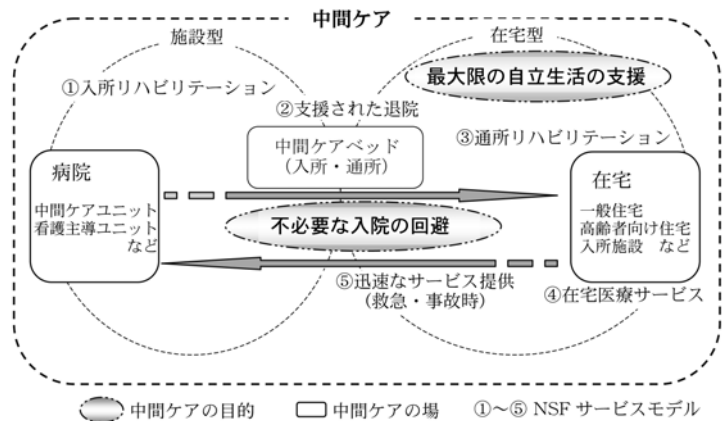 中間ケア
施設型
在宅型
最大限の自立生活の支援
①入所リハビリテーション
②支援された退院
中間ケアベッド
（入所・通所）
③通所リハビリテーション
病院
中間ケアユニット
看護主導ユニット
など
在宅
一般住宅
高齢者向け住宅
入所施設 など
不必要な入院の回避
⑤迅速なサービス提供
（救急・事故時）
④在宅医療サービス
中間ケアの目的 中間ケアの場 ①～⑤ NSF サービスモデル